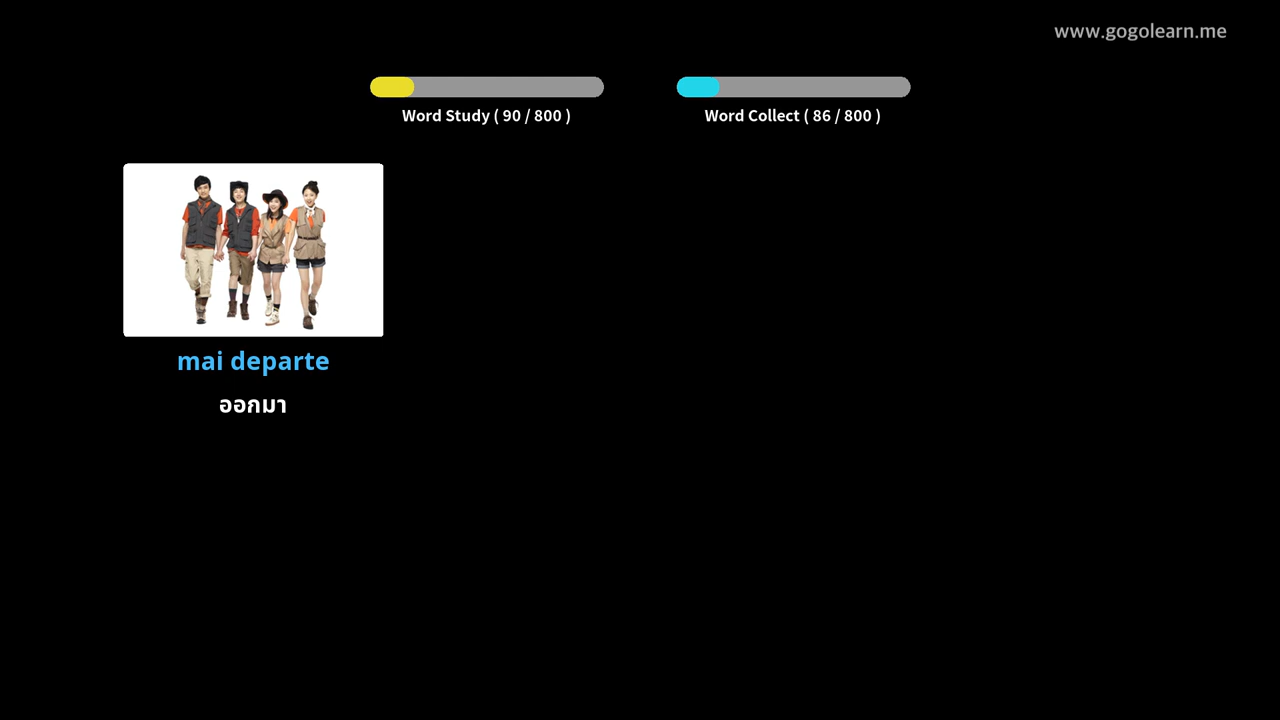 www.gogolearn.me
Word Study ( 90 / 800 )
Word Collect ( 86 / 800 )
mai departe
ออกมา